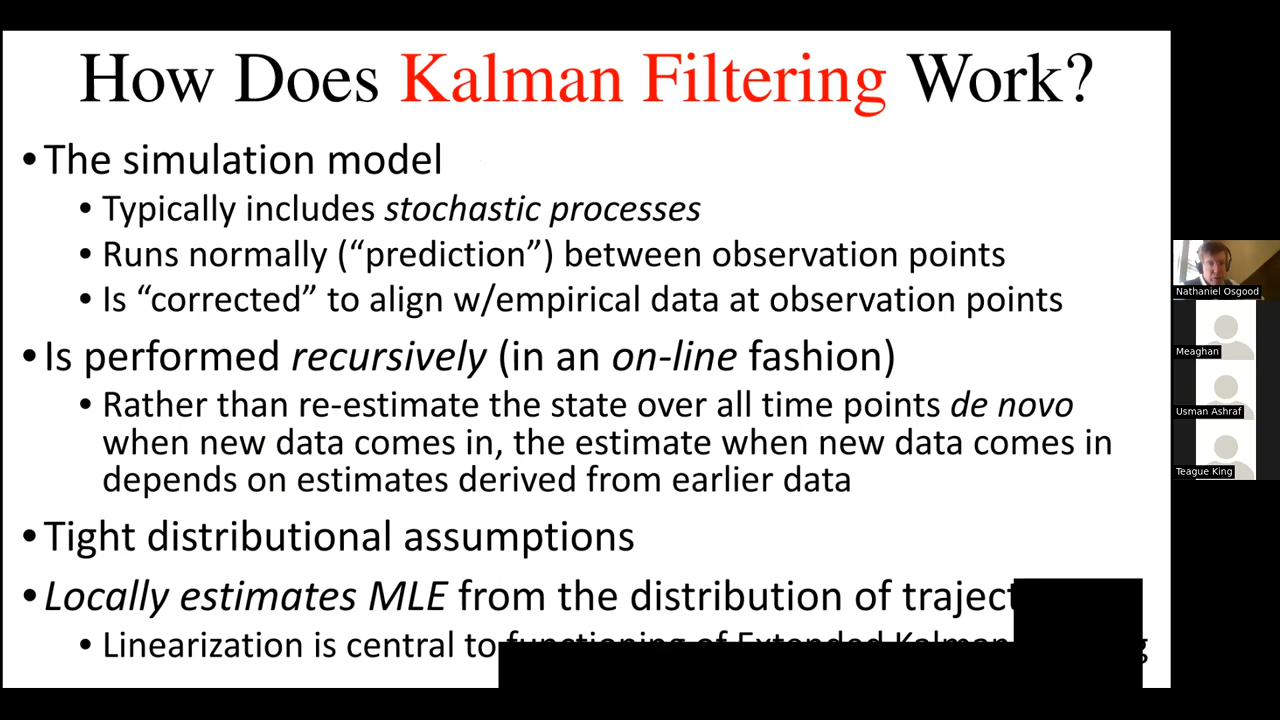 How Does Kalman Filtering Work?
• The simulation model
• Typically includes stochastic processes
• Runs normally (“prediction”) between observation points
• Is “corrected” to align w/empirical data at observation points
• Is performed recursively (in an on-line fashion)
• Rather than re-estimate the state over all time points de novo
when new data comes in, the estimate when new data comes in
depends on estimates derived from earlier data
• Tight distributional assumptions
• Locally estimates MLE from the distribution of
• Linearization is central to functioning of Extended Kalman
Nathaniel Osgood
Meaghan
Usman Ashraf
Teague King